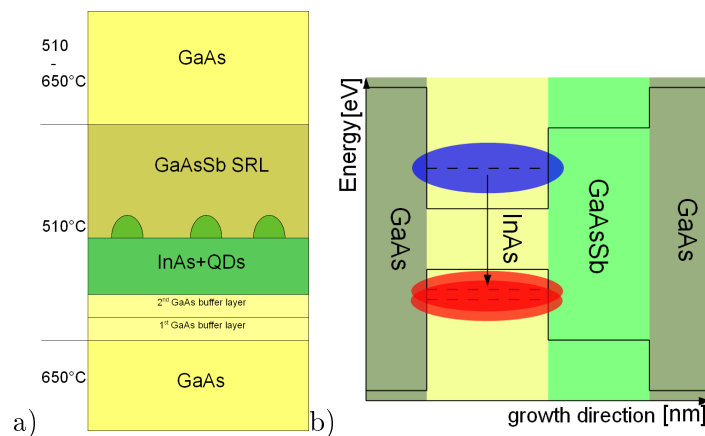 510
-
650°C
GaAs
GaAsSb SRL
510°C
InAs+QDs
2nd GaAs buffer layer
1st GaAs buffer layer
650°C
GaAs
a)
Energy[eV]
GaAs
InAs
GaAsSb
GaAs
growth direction [nm]
b)